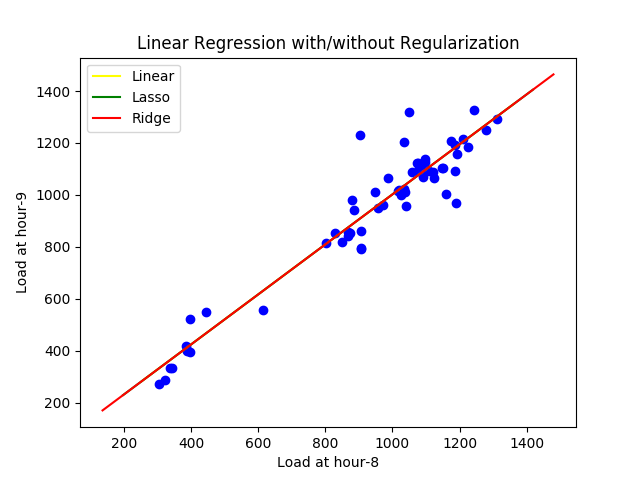 Linear Regression with/without Regularization
Linear
Lasso
Ridge
Load at hour-9
1400
1200
1000
800
600
400
200
200 400 600 800 1000 1200 1400
Load at hour-8